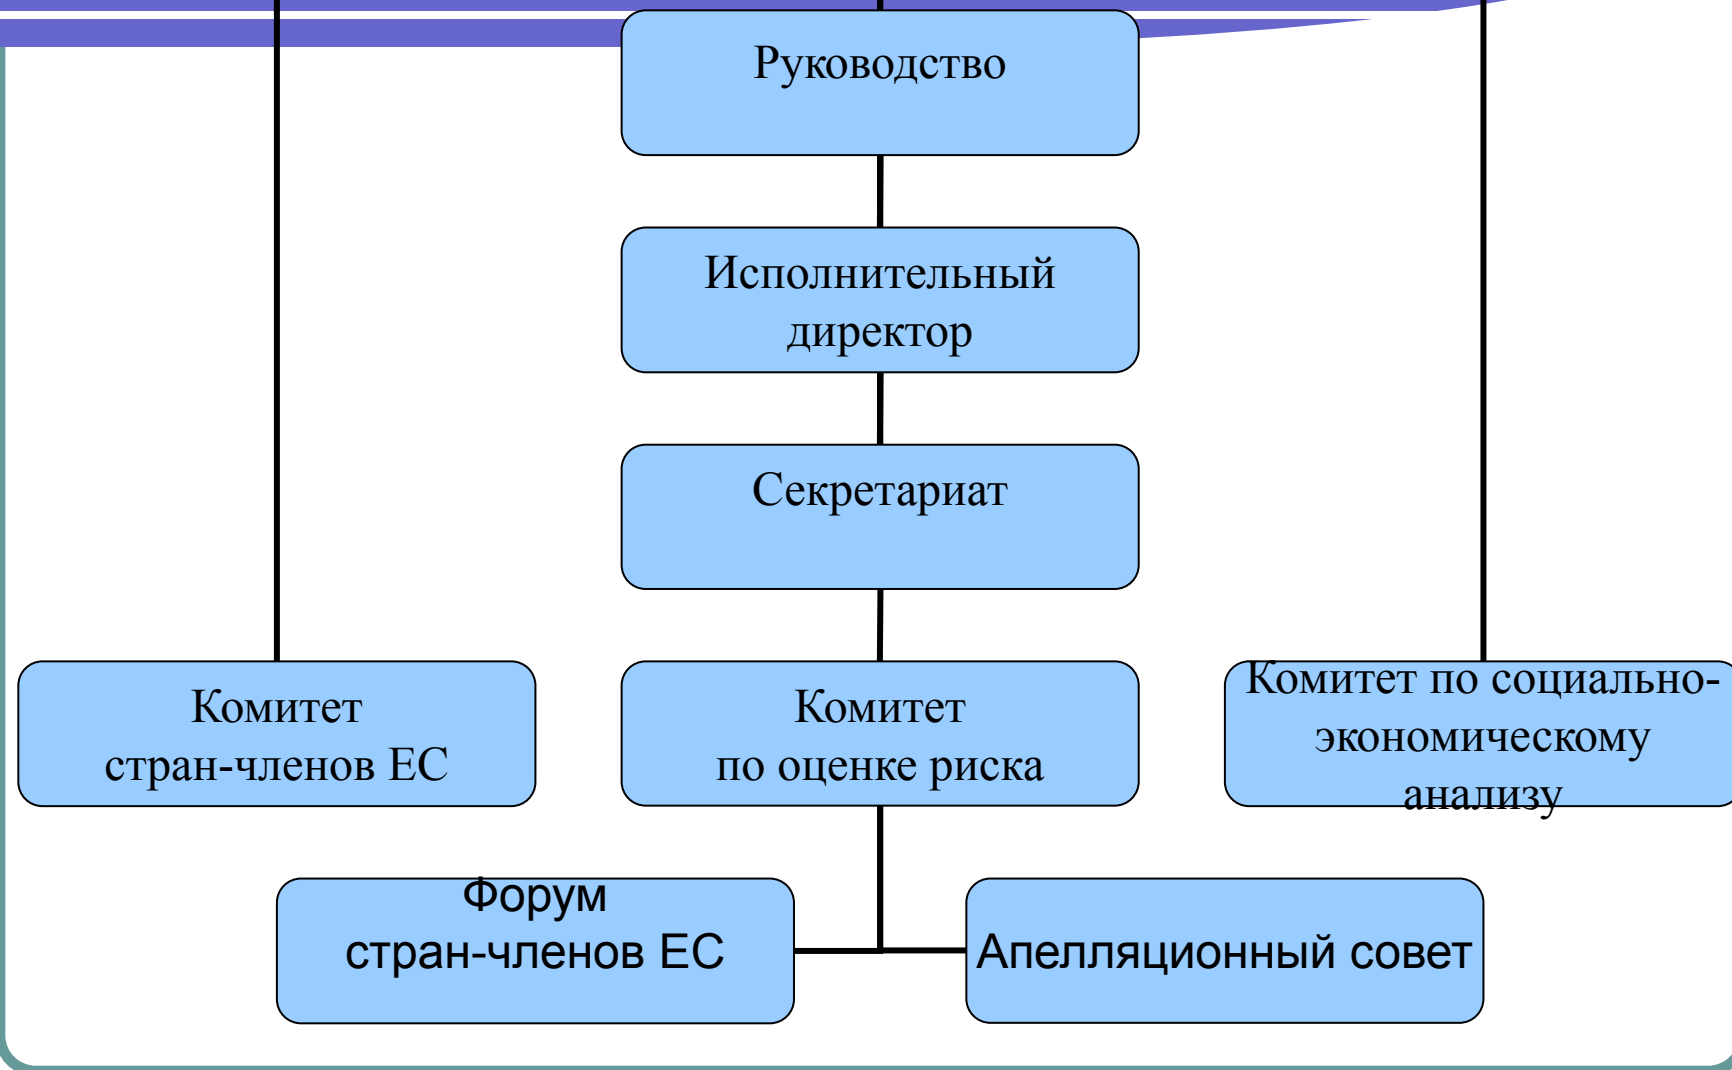 Руководство
Исполнительный
директор
Секретариат
Комитет
стран-членов ЕС
Комитет
по оценке риска
Комитет по социально-
экономическому
анализу
Форум
стран-членов ЕС
Апелляционный совет